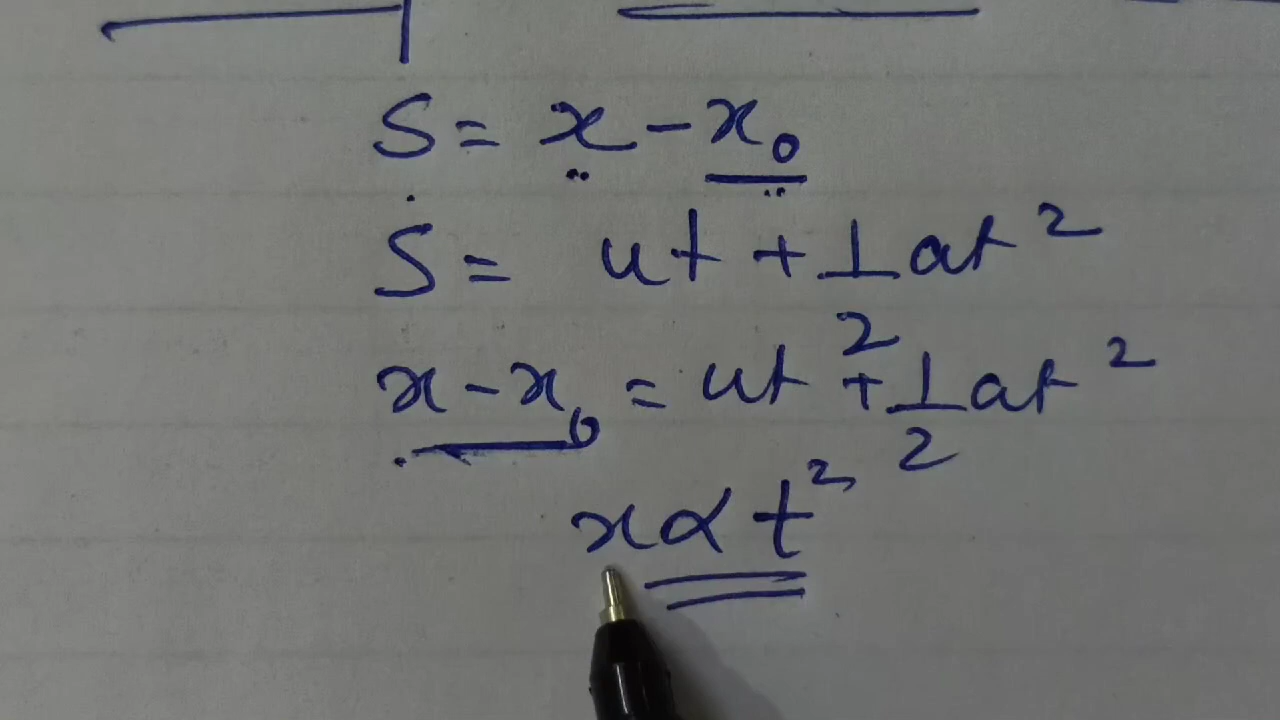 S = x - x₀
S = ut + 1/2 at²
x - x₀ = ut + 1/2 at²
x α t²